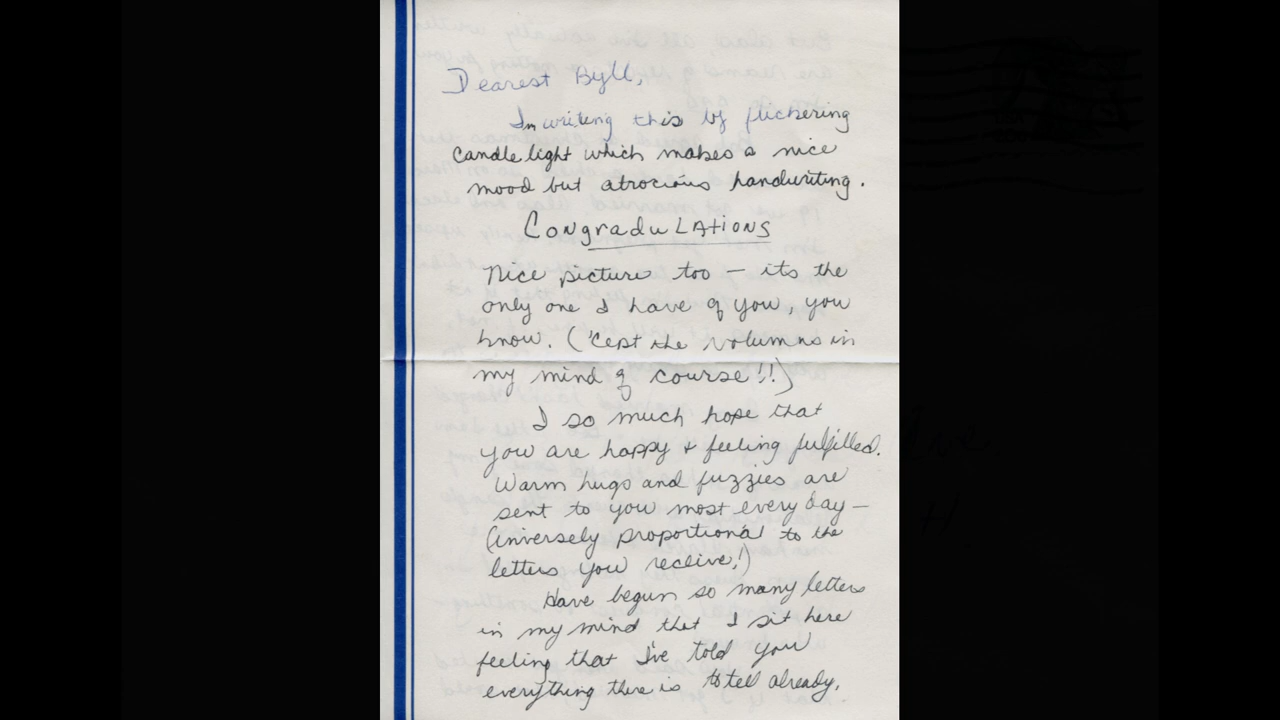 Dearest Byll,
Im writing this by flickering
candle light which makes a nice
mood but atrocious handwriting.
CongraduLATIONS
Nice picture too – its the
only one I have of you, you
know. ('cept the volumns in
my mind of course!!)
I so much hope that
you are happy + feeling fulfilled.
Warm hugs and fuzzies are
sent to you most every day –
(inversely proportional to the
letters you recieve!)
Have begun so many letters
in my mind that I sit here
feeling that I've told you
everything there is to tell already.